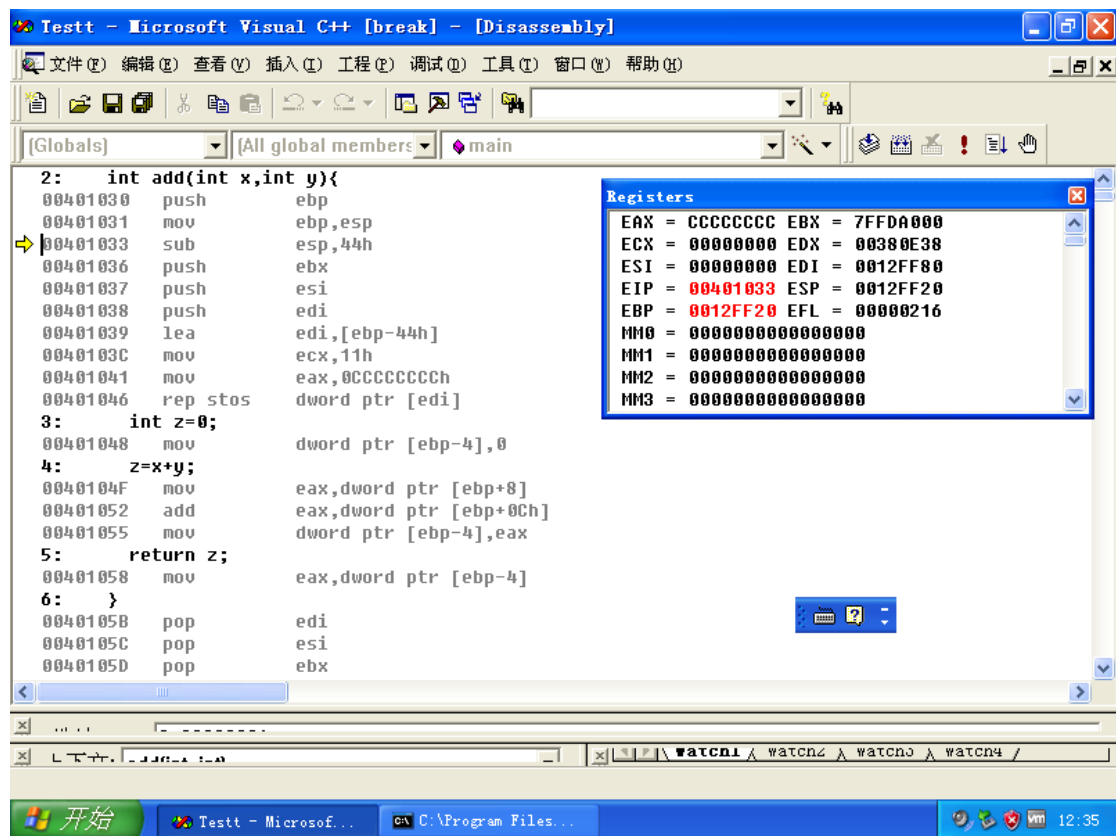 Testt - Microsoft Visual C++ [break] - [Disassembly]
文件(F) 编辑(E) 查看(V) 插入(I) 工程(P) 调试(D) 工具(T) 窗口(W) 帮助(H)
(Globals) (All global members main
2: int add(int x,int y){
00401030 push ebp
00401031 mov ebp,esp
00401033 sub esp,44h
00401036 push ebx
00401037 push esi
00401038 push edi
00401039 lea edi,[ebp-44h]
0040103C mov ecx,11h
00401041 mov eax,0CCCCCCCCh
00401046 rep stos dword ptr [edi]
3: int z=0;
00401048 mov dword ptr [ebp-4],0
4: z=x+y;
0040104F mov eax,dword ptr [ebp+8]
00401052 add eax,dword ptr [ebp+0Ch]
00401055 mov dword ptr [ebp-4],eax
5: return z;
00401058 mov eax,dword ptr [ebp-4]
6: }
0040105B pop edi
0040105C pop esi
0040105D pop ebx
Registers
EAX = CCCCCCCC EBX = 7FFDA000
ECX = 00000000 EDX = 00380E38
ESI = 00000000 EDI = 0012FF80
EIP = 00401033 ESP = 0012FF20
EBP = 0012FF20 EFL = 00000216
MM0 = 0000000000000000
MM1 = 0000000000000000
MM2 = 0000000000000000
MM3 = 0000000000000000
上下文: add(int int)
Watch1 Watch2 Watch3 Watch4
开始 Testt - Microsof... C:\Program Files... 12:35